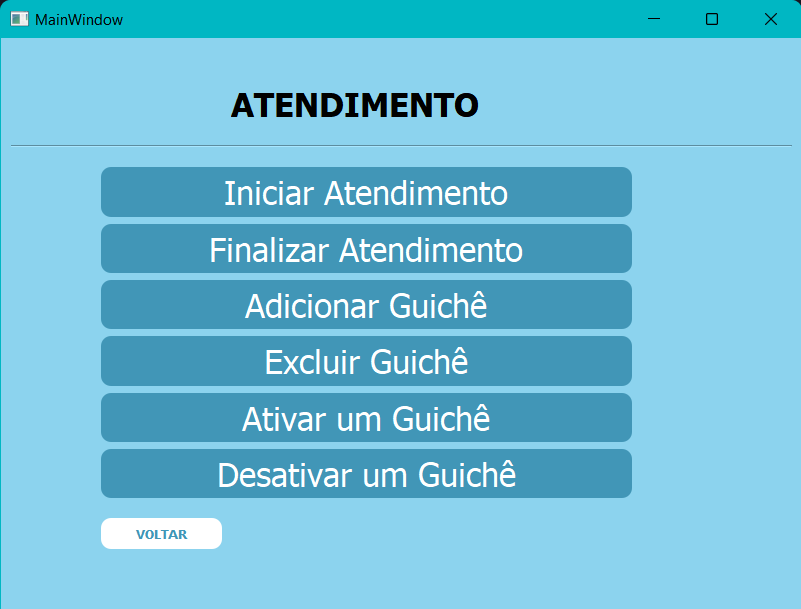 MainWindow
ATENDIMENTO
Iniciar Atendimento
Finalizar Atendimento
Adicionar Guichê
Excluir Guichê
Ativar um Guichê
Desativar um Guichê
VOLTAR